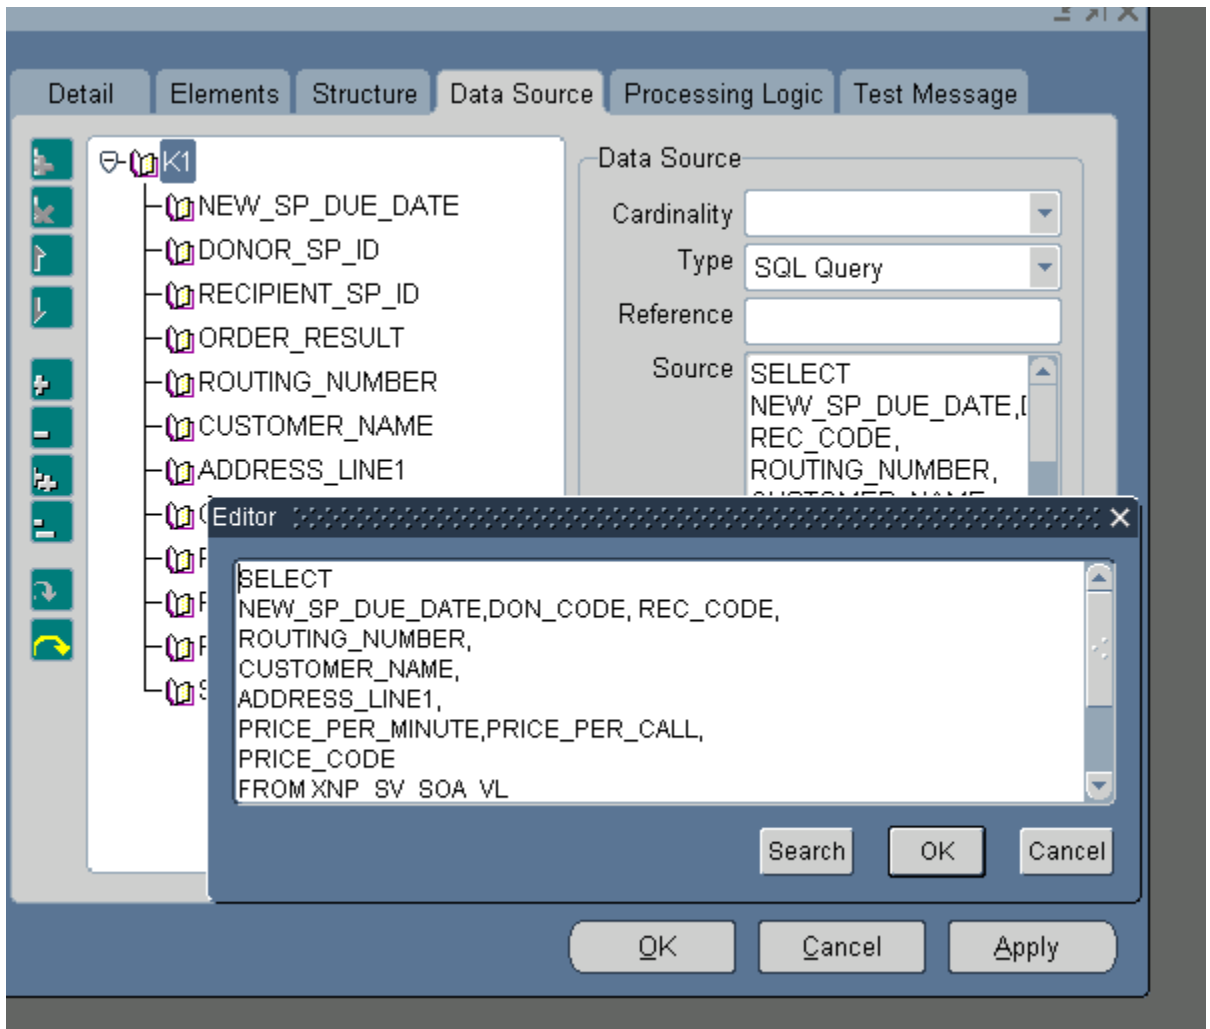 Detail Elements Structure Data Source Processing Logic Test Message
K1
NEW_SP_DUE_DATE
DONOR_SP_ID
RECIPIENT_SP_ID
ORDER_RESULT
ROUTING_NUMBER
CUSTOMER_NAME
ADDRESS_LINE1
Data Source
Cardinality
Type SQL Query
Reference
Source SELECT
NEW_SP_DUE_DATE,
REC_CODE,
ROUTING_NUMBER,
CUSTOMER_NAME
Editor
SELECT
NEW_SP_DUE_DATE,DON_CODE, REC_CODE,
ROUTING_NUMBER,
CUSTOMER_NAME,
ADDRESS_LINE1,
PRICE_PER_MINUTE,PRICE_PER_CALL,
PRICE_CODE
FROM XNP_SV_SOA_VL
Search OK Cancel
OK Cancel Apply